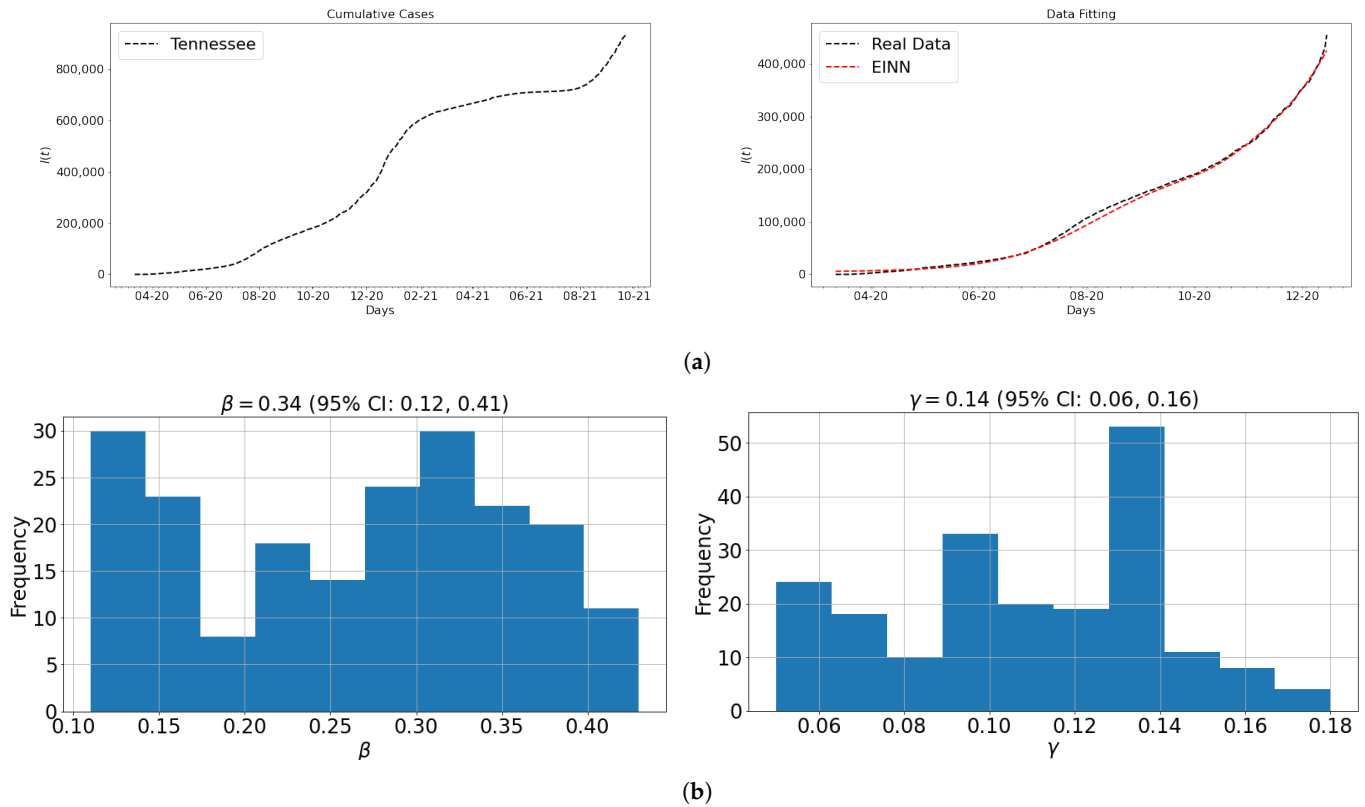 Cumulative Cases
Tennessee
I(t)
800,000
600,000
400,000
200,000
0
04-20 06-20 08-20 10-20 12-20 02-21 04-21 06-21 08-21 10-21
Days
Data Fitting
Real Data
EINN
I(t)
400,000
300,000
200,000
100,000
0
04-20 06-20 08-20 10-20 12-20
Days
(a)
β = 0.34 (95% CI: 0.12, 0.41)
Frequency
30
25
20
15
10
5
0
0.10 0.15 0.20 0.25 0.30 0.35 0.40
β
γ = 0.14 (95% CI: 0.06, 0.16)
Frequency
50
40
30
20
10
0
0.06 0.08 0.10 0.12 0.14 0.16 0.18
γ
(b)